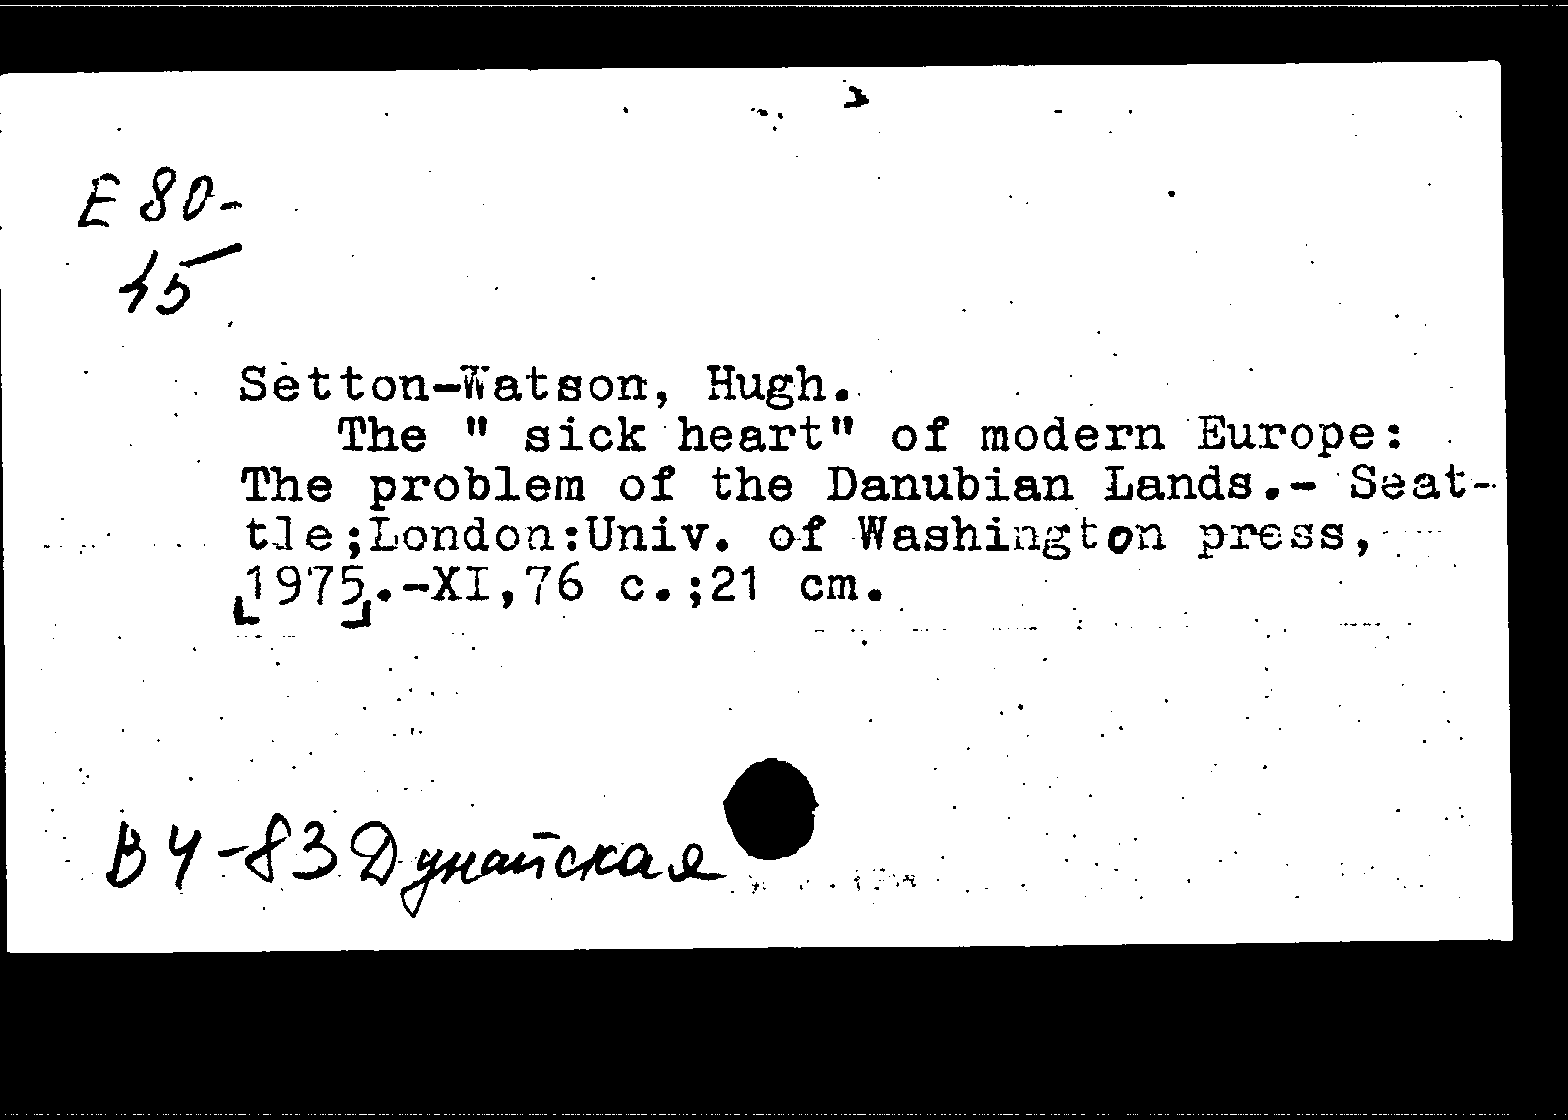 E 80-
15
Setton-Watson, Hugh.
The " sick heart" of modern Europe:
The problem of the Danubian Lands.- Seat-
tle;London:Univ. of Washington press,
[1975].-XI,76 c.;21 cm.
В4-83 Дунайская